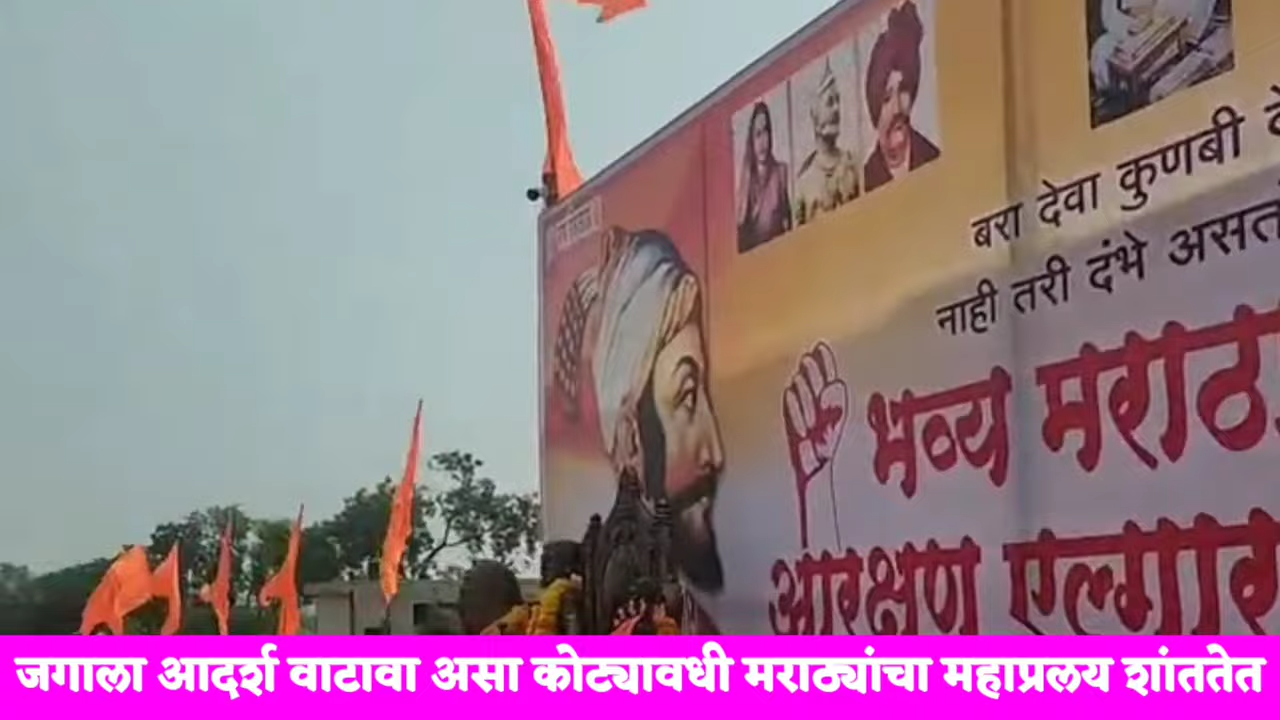 बरा देवा कुणबी
नाही तरी दंभे असतो
भव्य मराठा
आरक्षण एल्गार
जगाला आदर्श वाटावा असा कोट्यावधी मराठ्यांचा महाप्रलय शांततेत